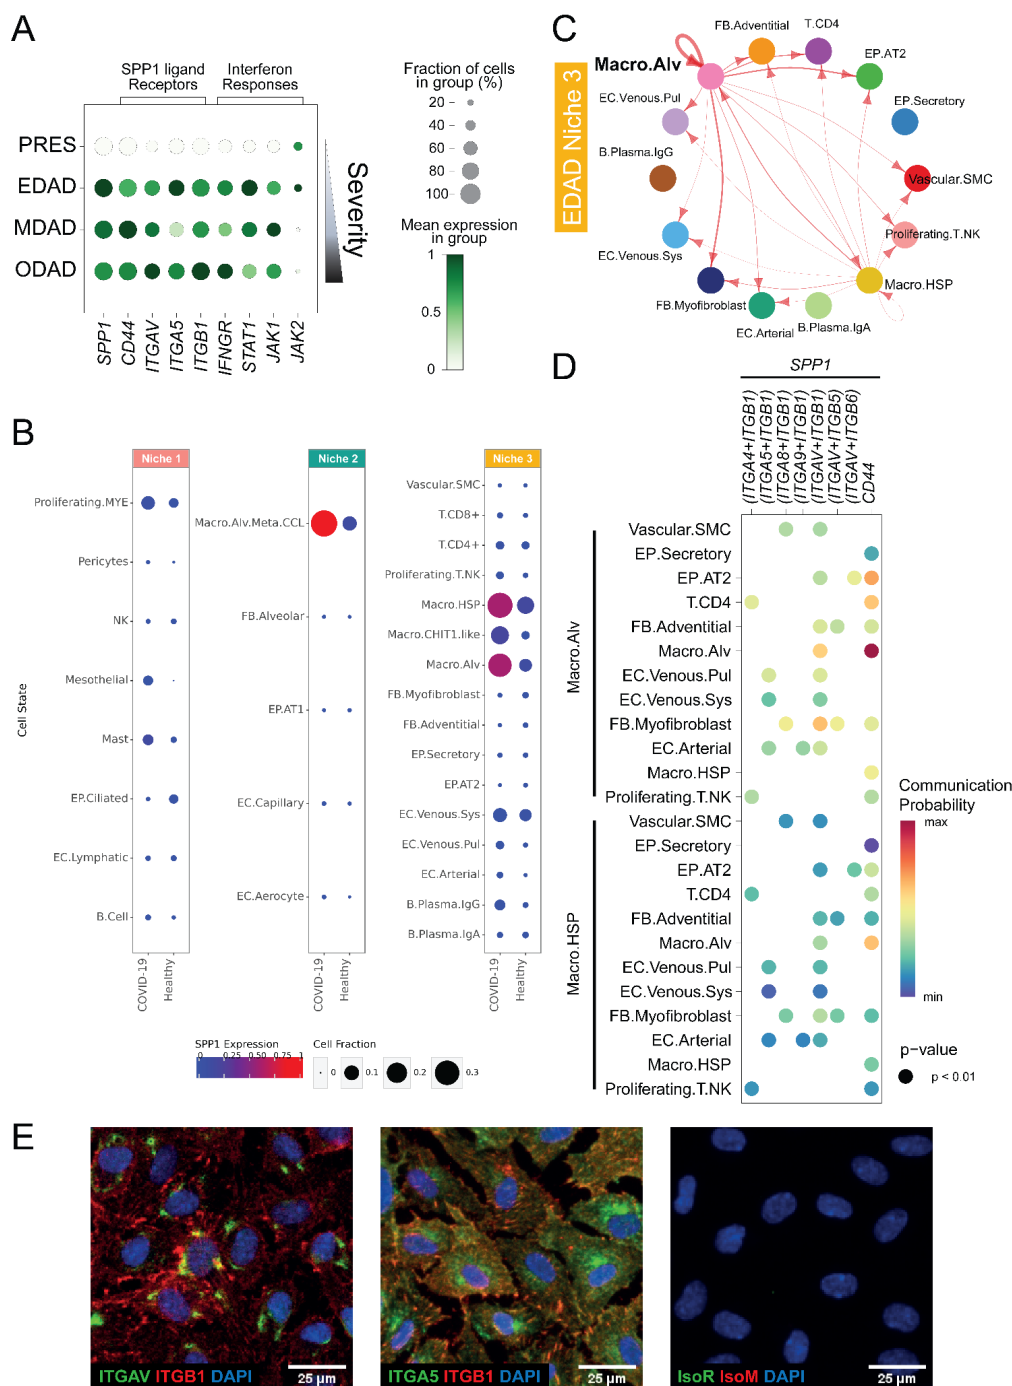 A
SPP1 ligand
Receptors
Interferon
Responses
PRES
EDAD
MDAD
ODAD
Severity
SPP1
CD44
ITGAV
ITGA5
ITGB1
IFNGR
STAT1
JAK1
JAK2
Fraction of cells
in group (%)
20
40
60
80
100
Mean expression
in group
1
0.5
0
C
EDAD Niche 3
Macro.Alv
FB.Adventitial
T.CD4
EP.AT2
EP.Secretory
Vascular.SMC
Proliferating.T.NK
Macro.HSP
B.Plasma.IgA
EC.Arterial
FB.Myofibroblast
EC.Venous.Sys
B.Plasma.IgG
EC.Venous.Pul
B
Cell State
Niche 1
Proliferating.MYE
Pericytes
NK
Mesothelial
Mast
EP.Ciliated
EC.Lymphatic
B.Cell
COVID-19
Healthy
Niche 2
Macro.Alv.Meta.CCL
FB.Alveolar
EP.AT1
EC.Capillary
EC.Aerocyte
COVID-19
Healthy
Niche 3
Vascular.SMC
T.CD8+
T.CD4+
Proliferating.T.NK
Macro.HSP
Macro.CHIT1.like
Macro.Alv
FB.Myofibroblast
FB.Adventitial
EP.Secretory
EP.AT2
EC.Venous.Sys
EC.Venous.Pul
EC.Arterial
B.Plasma.IgG
B.Plasma.IgA
COVID-19
Healthy
SPP1 Expression
0 0.25 0.50 0.75 1
Cell Fraction
0 0.1 0.2 0.3
D
SPP1
(ITGA4+ITGB1)
(ITGA5+ITGB1)
(ITGA8+ITGB1)
(ITGA9+ITGB1)
(ITGAV+ITGB1)
(ITGAV+ITGB5)
(ITGAV+ITGB6)
CD44
Macro.Alv
Vascular.SMC
EP.Secretory
EP.AT2
T.CD4
FB.Adventitial
Macro.Alv
EC.Venous.Pul
EC.Venous.Sys
FB.Myofibroblast
EC.Arterial
Macro.HSP
Proliferating.T.NK
Macro.HSP
Vascular.SMC
EP.Secretory
EP.AT2
T.CD4
FB.Adventitial
Macro.Alv
EC.Venous.Pul
EC.Venous.Sys
FB.Myofibroblast
EC.Arterial
Macro.HSP
Proliferating.T.NK
Communication
Probability
max
min
p-value
p < 0.01
E
ITGAV ITGB1 DAPI
25 µm
ITGA5 ITGB1 DAPI
25 µm
IsoR IsoM DAPI
25 µm